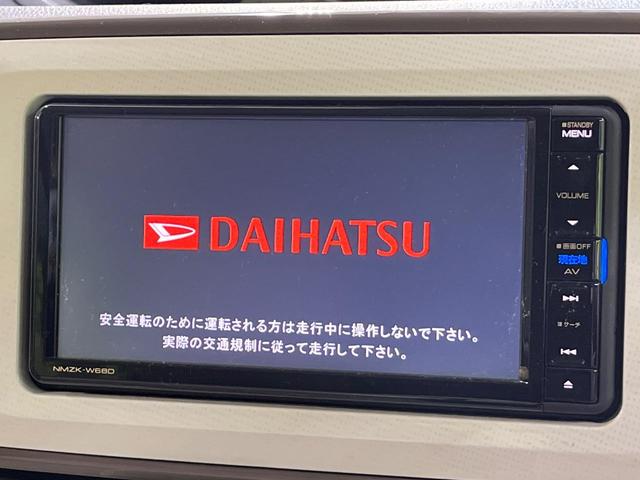 DAIHATSU
安全運転のために運転される方は走行中に操作しないで下さい。
実際の交通規制に従って走行して下さい。
NMZK-W68D
STANDBY
MENU
VOLUME
画面OFF
現在地
AV
サーチ